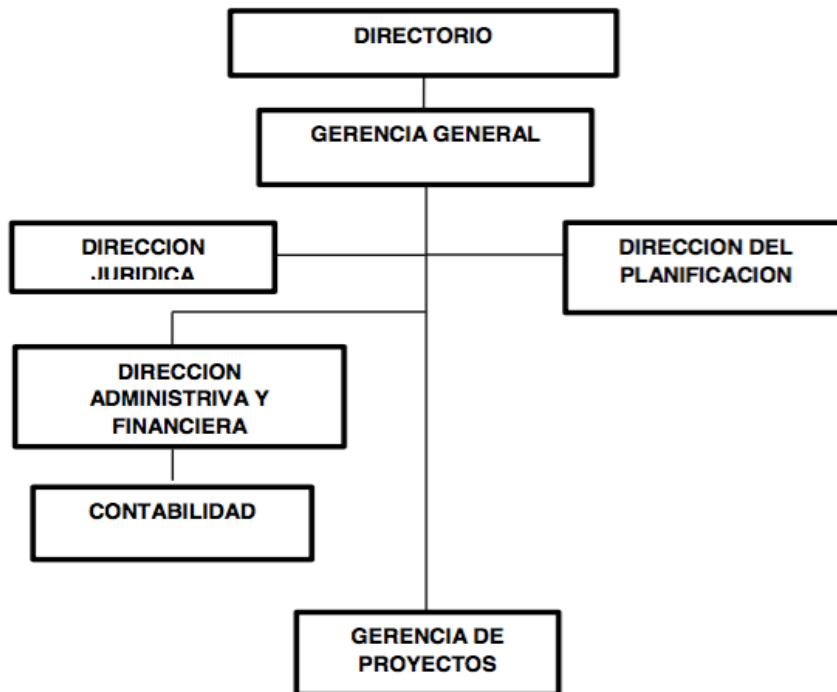 DIRECTORIO
GERENCIA GENERAL
DIRECCION
JURIDICA
DIRECCION DEL
PLANIFICACION
DIRECCION
ADMINISTRIVA Y
FINANCIERA
CONTABILIDAD
GERENCIA DE
PROYECTOS